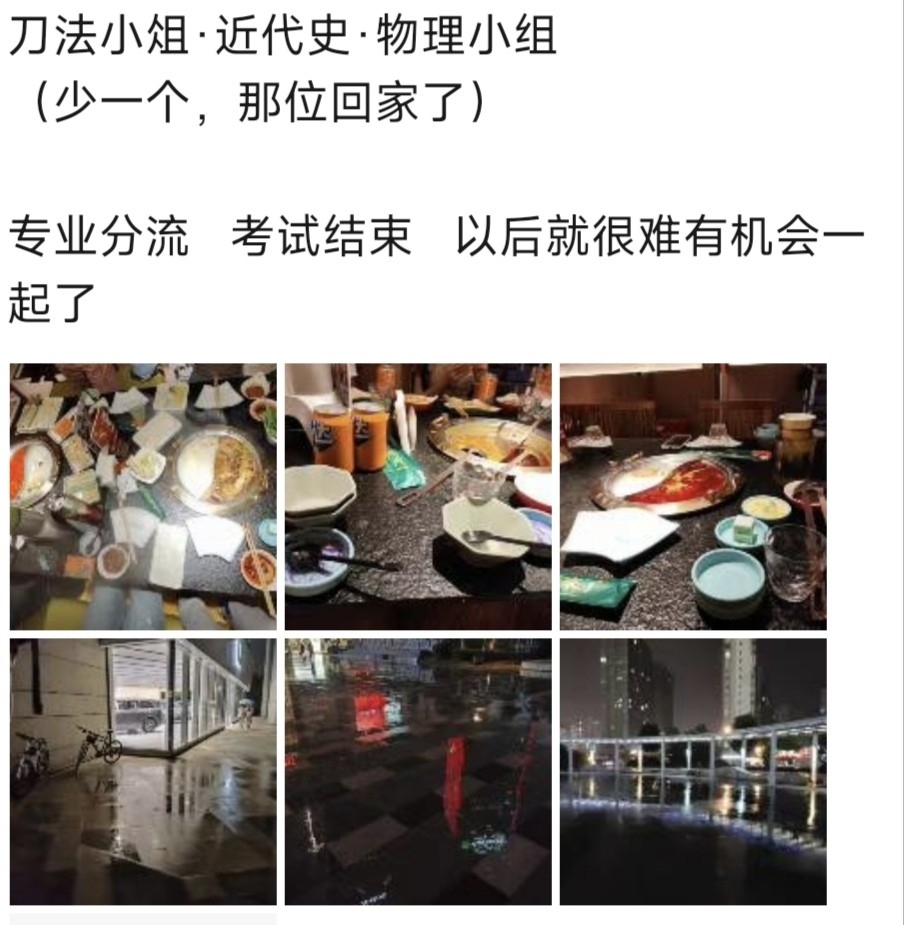 刀法小俎·近代史·物理小组
（少一个，那位回家了）
专业分流 考试结束 以后就很难有机会一
起了